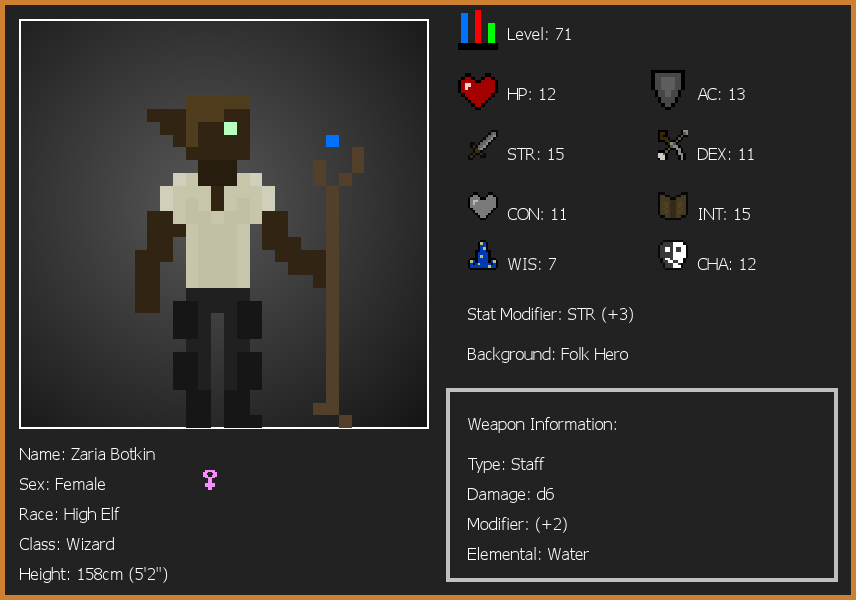 Level: 71
HP: 12
AC: 13
STR: 15
DEX: 11
CON: 11
INT: 15
WIS: 7
CHA: 12
Stat Modifier: STR (+3)
Background: Folk Hero
Weapon Information:
Type: Staff
Damage: d6
Modifier: (+2)
Elemental: Water
Name: Zaria Botkin
Sex: Female
Race: High Elf
Class: Wizard
Height: 158cm (5'2")